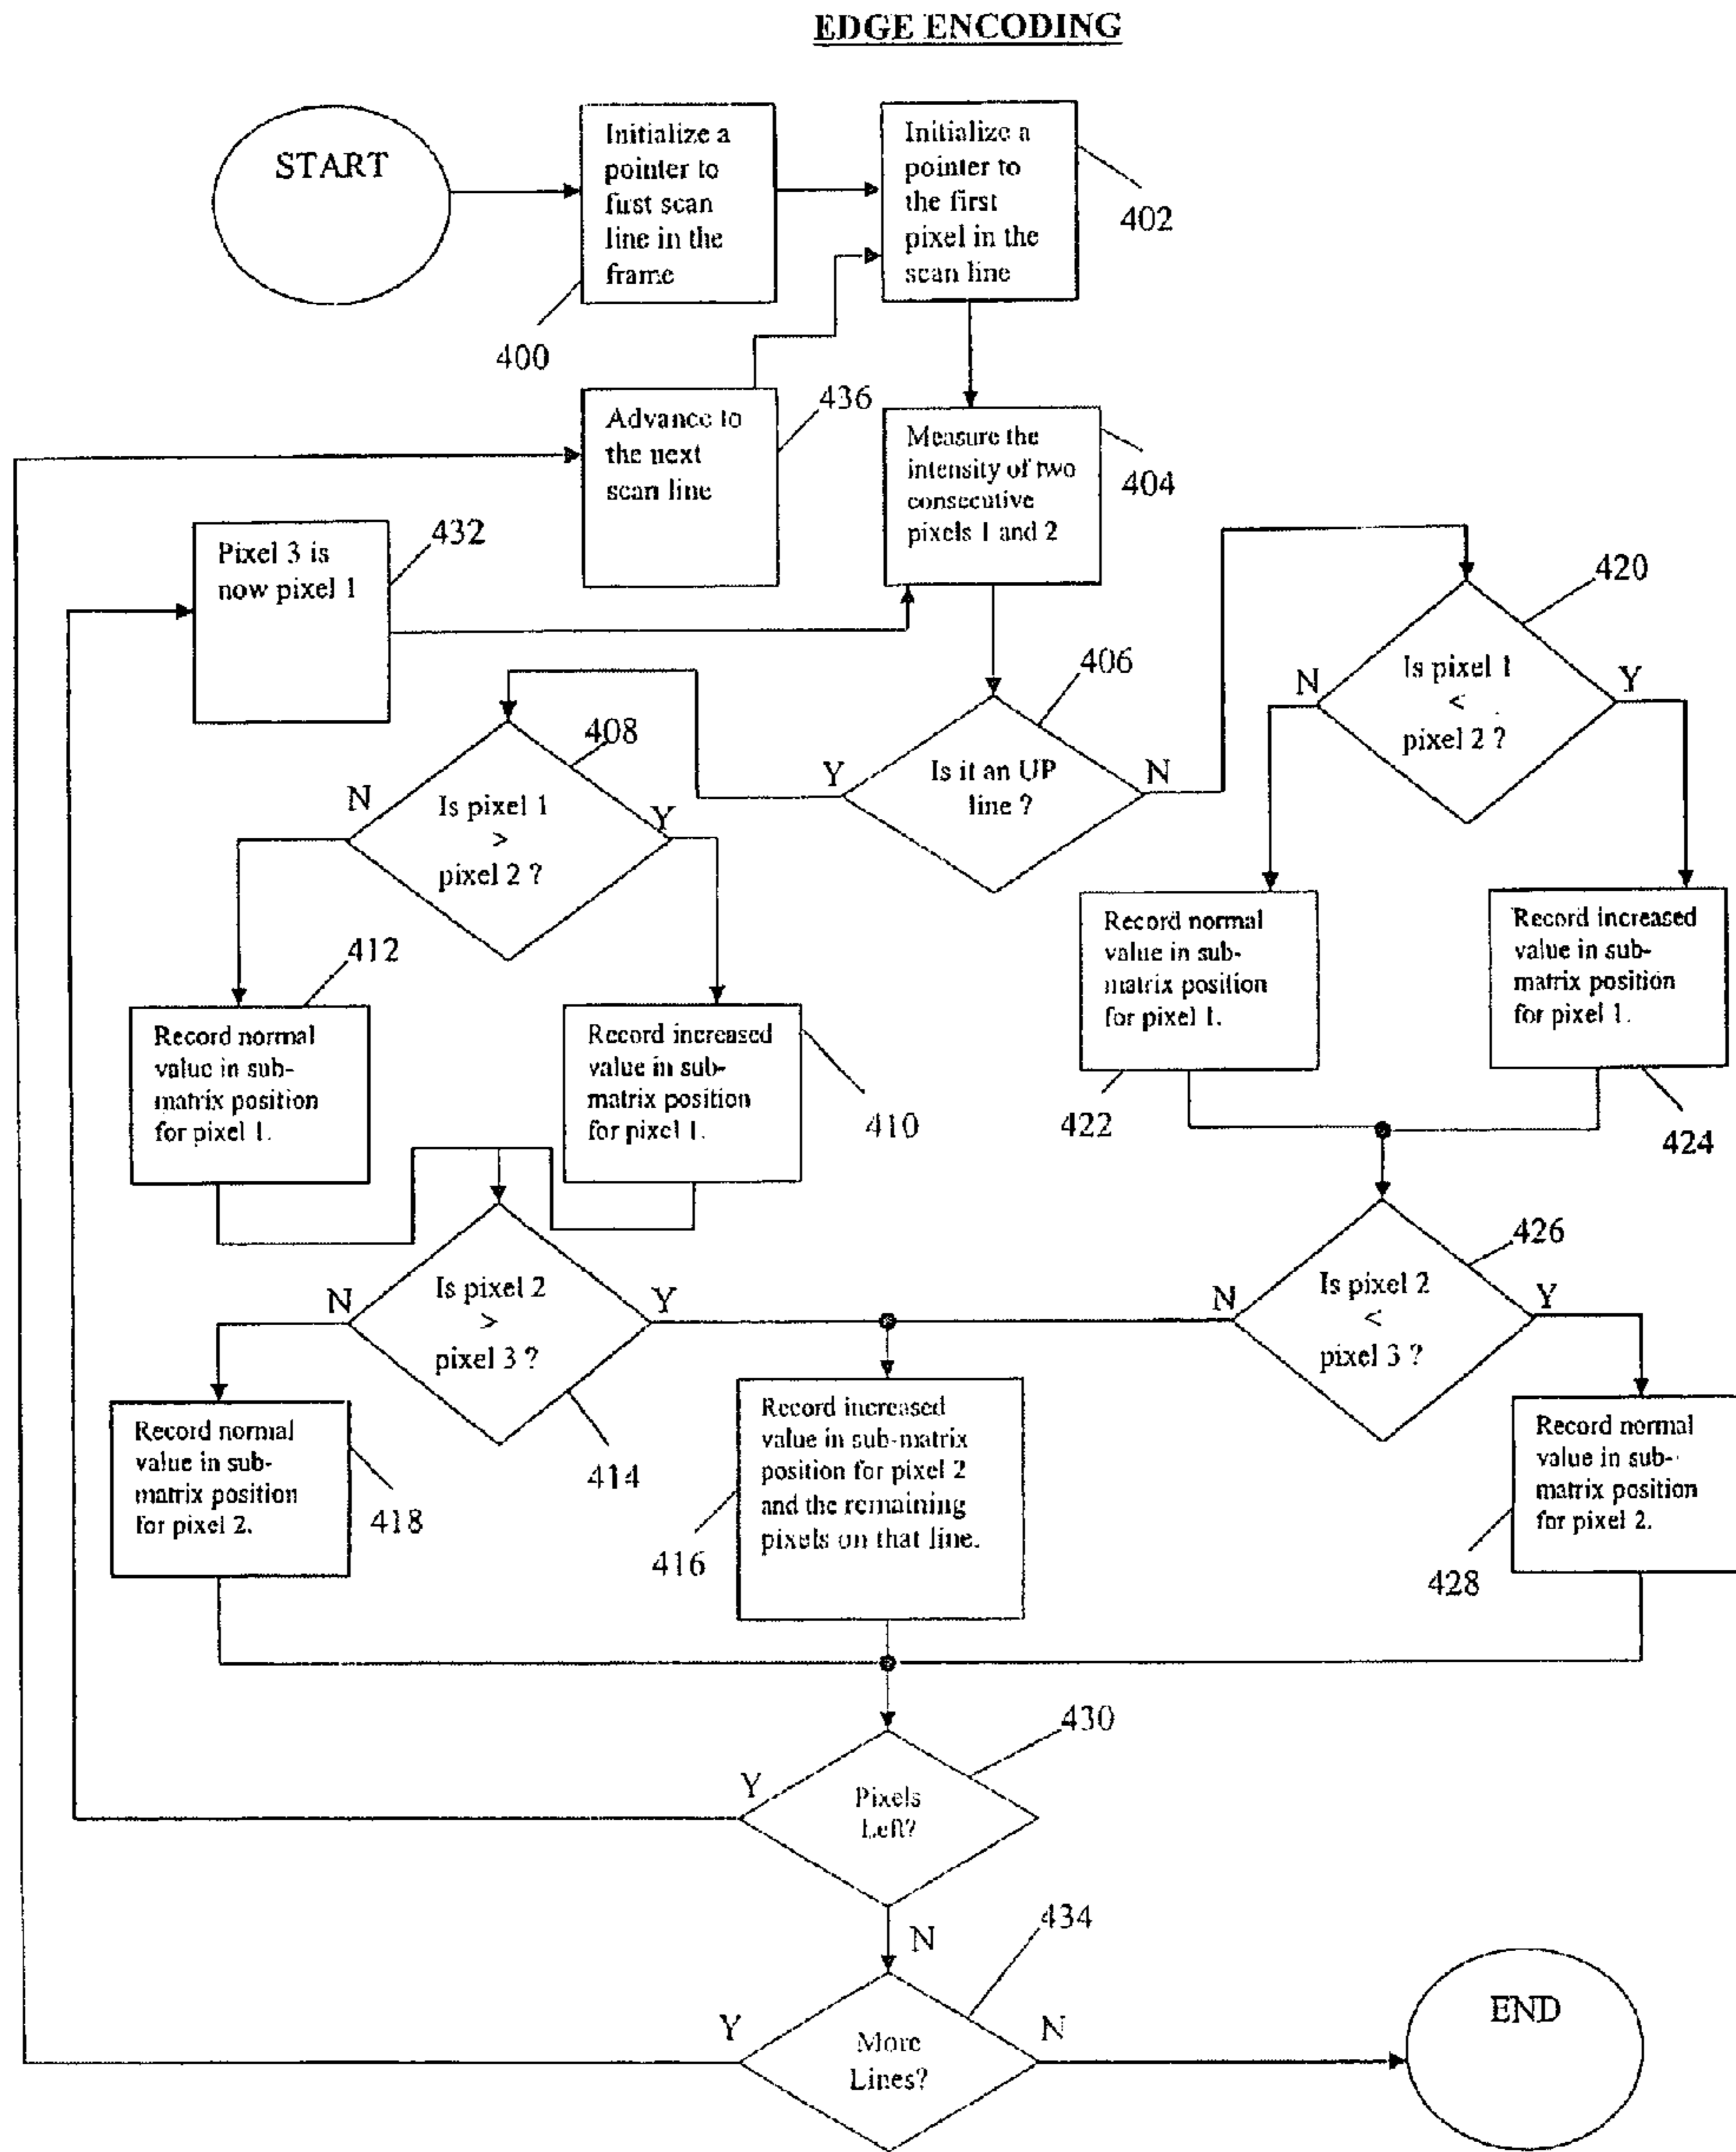 EDGE ENCODING
START
Initialize a
pointer to
first scan
line in the
frame
400
Initialize a
pointer to
the first
pixel in the
scan line
402
Advance to
the next
scan line
436
Measure the
intensity of two
consecutive
pixels 1 and 2
404
Pixel 3 is
now pixel 1
432
420
Is pixel 1
<
pixel 2 ?
N
Y
406
Is it an UP
line ?
Y
N
408
Is pixel 1
>
pixel 2 ?
N
Y
Record normal
value in sub-
matrix position
for pixel 1.
422
Record increased
value in sub-
matrix position
for pixel 1.
424
412
Record normal
value in sub-
matrix position
for pixel 1.
Record increased
value in sub-
matrix position
for pixel 1.
410
Is pixel 2
>
pixel 3 ?
N
Y
414
426
Is pixel 2
<
pixel 3 ?
N
Y
Record normal
value in sub-
matrix position
for pixel 2.
418
Record increased
value in sub-matrix
position for pixel 2
and the remaining
pixels on that line.
416
Record normal
value in sub-
matrix position
for pixel 2.
428
430
Pixels
Left?
Y
N
434
More
Lines?
Y
N
END